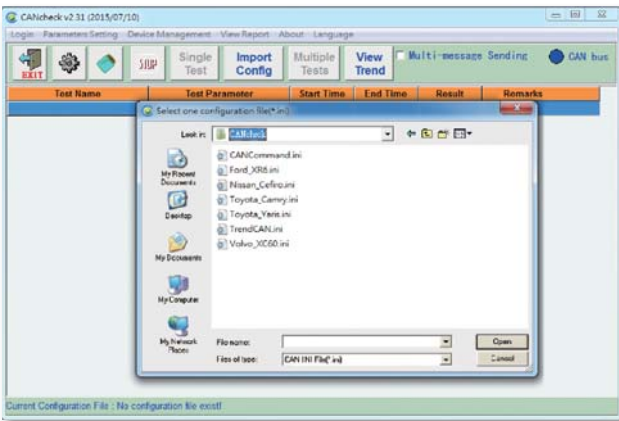 CANcheck v2.31 (2015/07/10)
Login Parameters Setting Device Management View Report About Language
EXIT STOP Single Test Import Config Multiple Tests View Trend Multi-message Sending CAN bus
Test Name Test Parameter Start Time End Time Result Remarks
Select one configuration file(*.ini)
Look in: CANcheck
CANCommand.ini
Ford_XR6.ini
Nissan_Cefiro.ini
Toyota_Camry.ini
Toyota_Yaris.ini
TrendCAN.ini
Volvo_XC60.ini
My Recent Documents
Desktop
My Documents
My Computer
My Network Places
File name: Open
Files of type: CAN INI File(*.ini) Cancel
Current Configuration File : No configuration file exist!